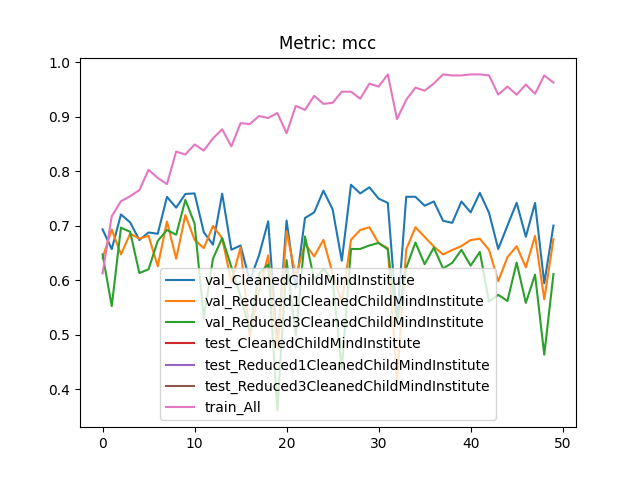 Metric: mcc
1.0
0.9
0.8
0.7
0.6
0.5
0.4
val_CleanedChildMindInstitute
val_Reduced1CleanedChildMindInstitute
val_Reduced3CleanedChildMindInstitute
test_CleanedChildMindInstitute
test_Reduced1CleanedChildMindInstitute
test_Reduced3CleanedChildMindInstitute
train_All
0 10 20 30 40 50